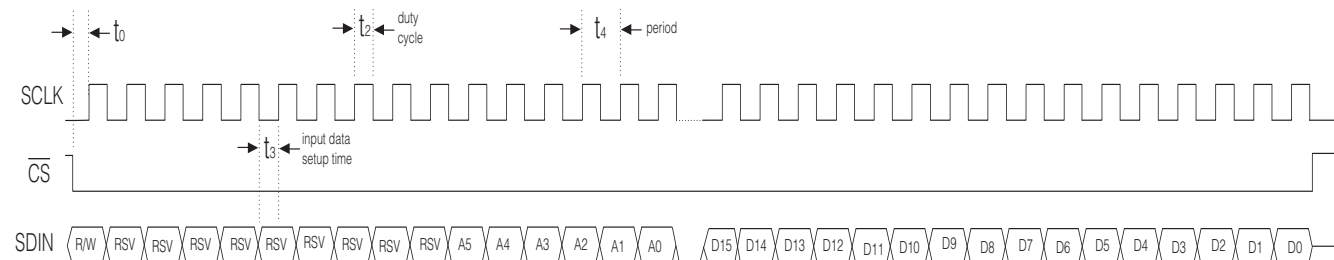 t0
t2 duty
cycle
t4 period
SCLK
t3 input data
setup time
CS
SDIN R/W RSV RSV RSV RSV RSV RSV RSV RSV RSV A5 A4 A3 A2 A1 A0 D15 D14 D13 D12 D11 D10 D9 D8 D7 D6 D5 D4 D3 D2 D1 D0